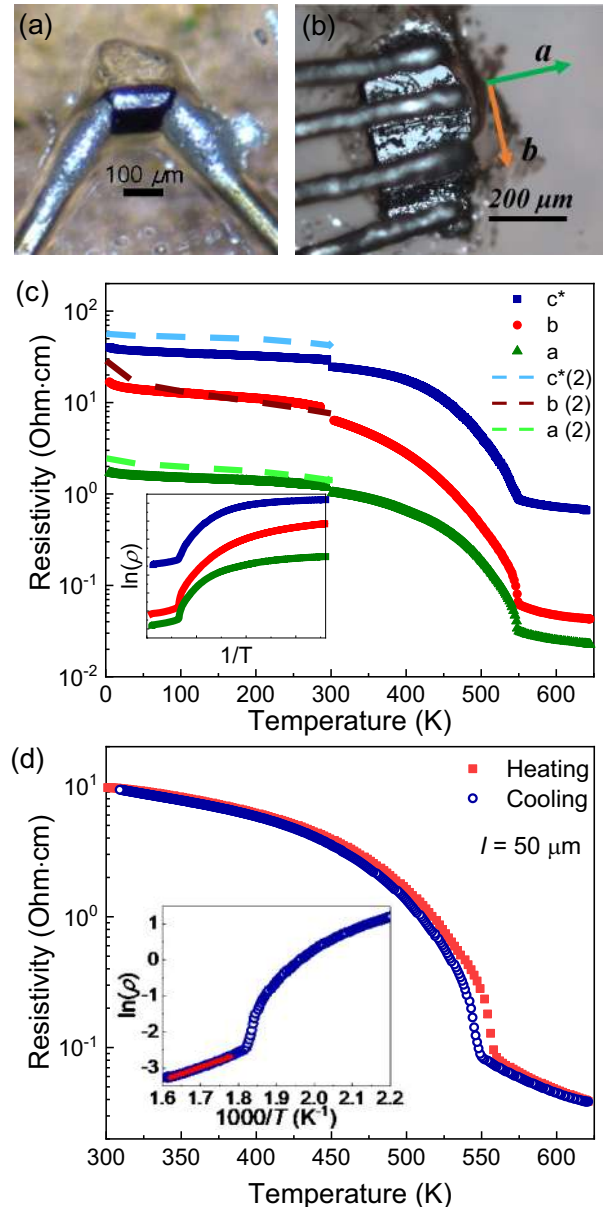 (a)
100 μm
(b)
a
b
200 μm
(c)
10²
10¹
10⁰
10⁻¹
10⁻²
Resistivity (Ohm·cm)
c*
b
a
c*(2)
b (2)
a (2)
ln(ρ)
1/T
0 100 200 300 400 500 600
Temperature (K)
(d)
10¹
10⁰
10⁻¹
Resistivity (Ohm·cm)
Heating
Cooling
I = 50 μm
1
0
-1
-2
-3
ln(ρ)
1.6 1.7 1.8 1.9 2.0 2.1 2.2
1000/T (K⁻¹)
300 350 400 450 500 550 600
Temperature (K)